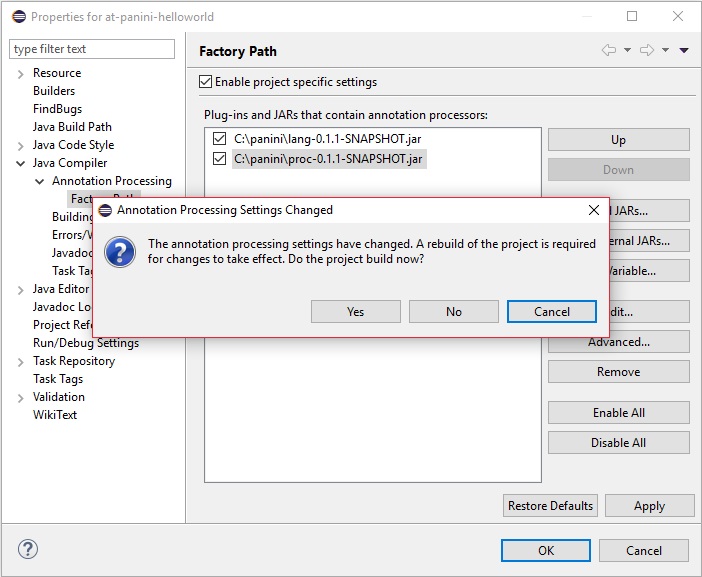 Properties for at-panini-helloworld
type filter text
Resource
Builders
FindBugs
Java Build Path
Java Code Style
Java Compiler
Annotation Processing
Building
Errors/W
Javadoc
Task Tag
Java Editor
Javadoc Lo
Project Refe
Run/Debug Settings
Task Repository
Task Tags
Validation
WikiText
Factory Path
Enable project specific settings
Plug-ins and JARs that contain annotation processors:
C:\panini\lang-0.1.1-SNAPSHOT.jar
C:\panini\proc-0.1.1-SNAPSHOT.jar
Up
Down
JARs...
ernal JARs...
Variable...
dit...
Advanced...
Remove
Enable All
Disable All
Annotation Processing Settings Changed
The annotation processing settings have changed. A rebuild of the project is required
for changes to take effect. Do the project build now?
Yes No Cancel
Restore Defaults Apply
OK Cancel